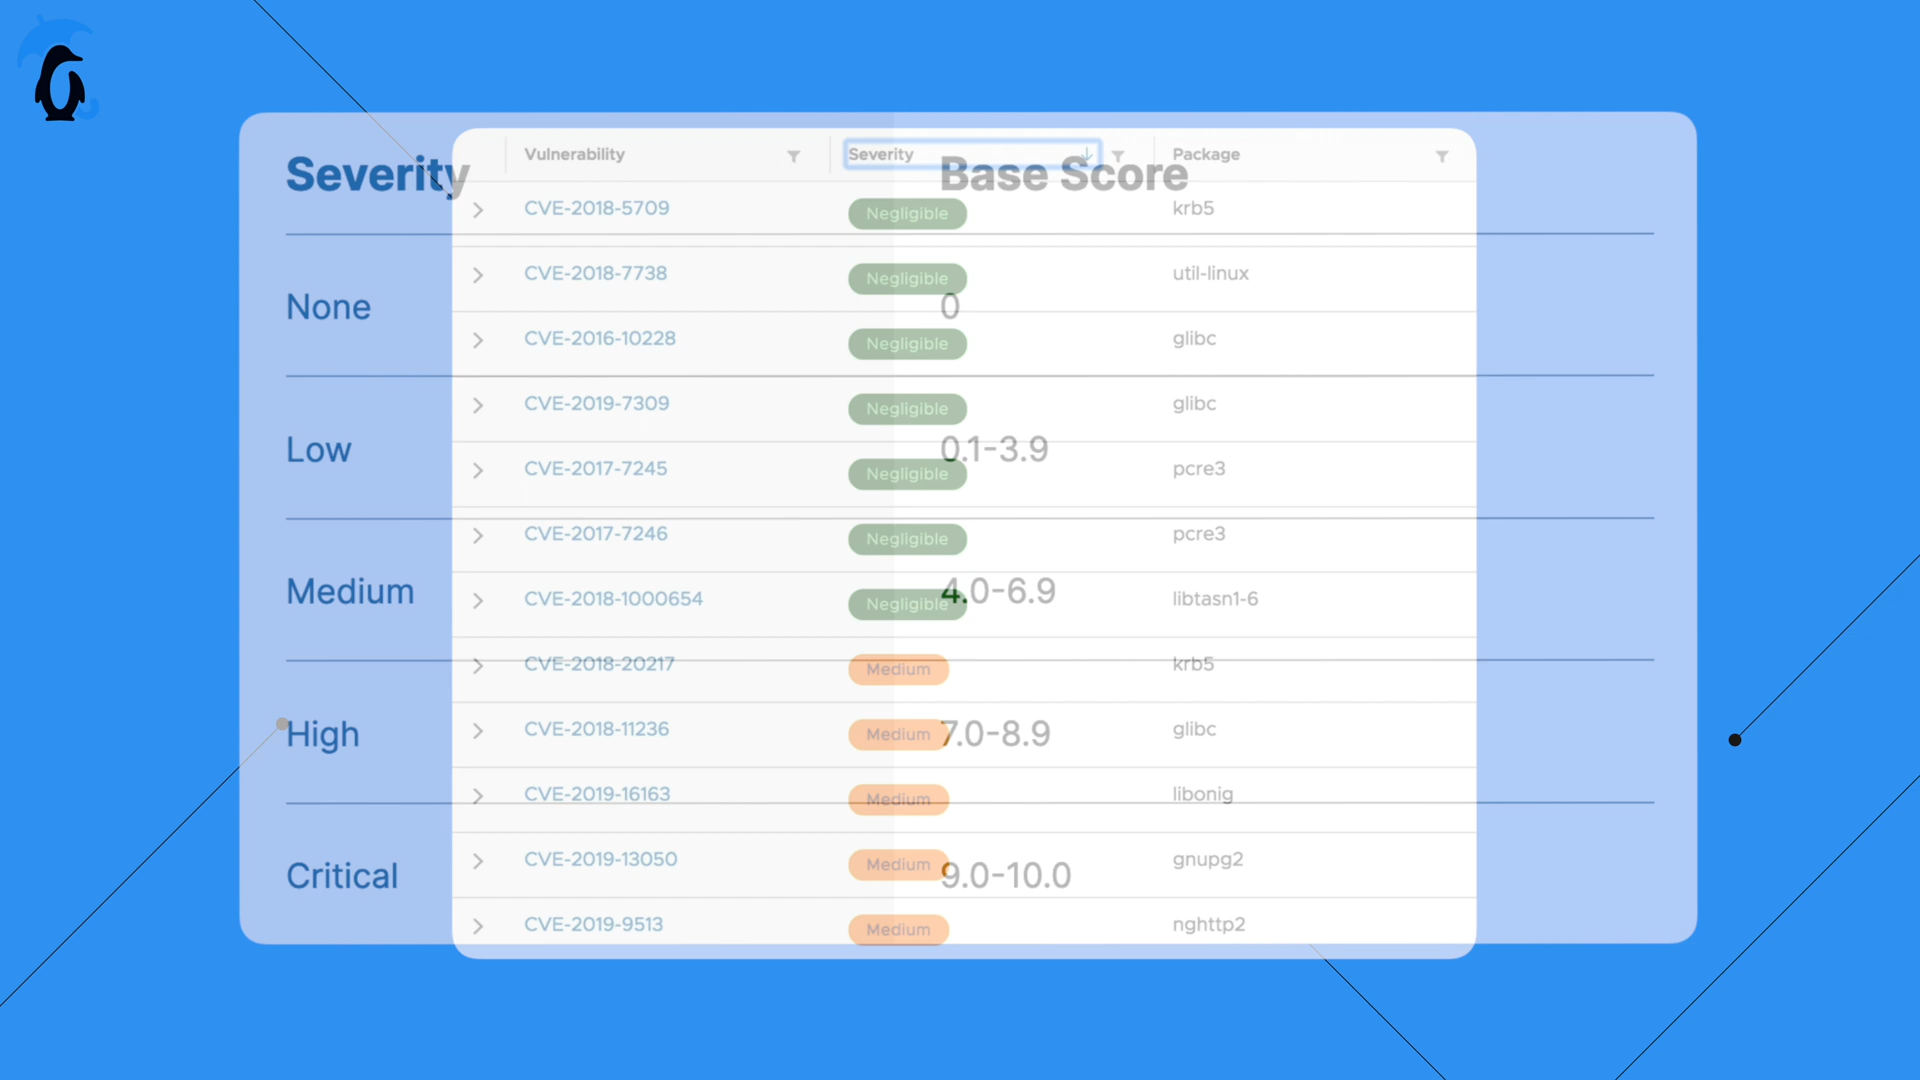 Severity Base Score
None 0
Low 0.1-3.9
Medium 4.0-6.9
High 7.0-8.9
Critical 9.0-10.0
Vulnerability Severity Package
CVE-2018-5709 Negligible krb5
CVE-2018-7738 Negligible util-linux
CVE-2016-10228 Negligible glibc
CVE-2019-7309 Negligible glibc
CVE-2017-7245 Negligible pcre3
CVE-2017-7246 Negligible pcre3
CVE-2018-1000654 Negligible libtasn1-6
CVE-2018-20217 Medium krb5
CVE-2018-11236 Medium glibc
CVE-2019-16163 Medium libonig
CVE-2019-13050 Medium gnupg2
CVE-2019-9513 Medium nghttp2